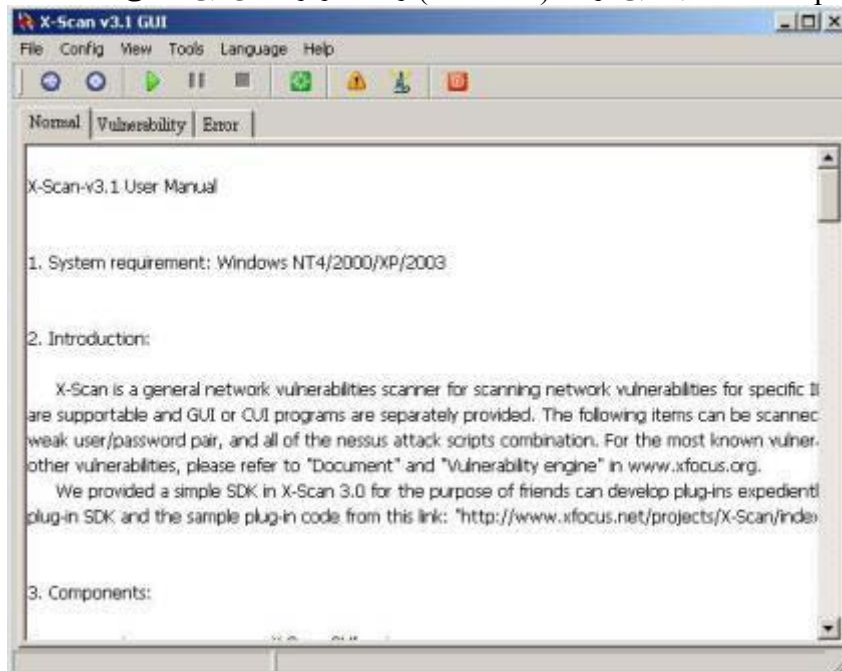 X-Scan v3.1 GUI
File Config View Tools Language Help
Normal Vulnerability Error
X-Scan-v3.1 User Manual
1. System requirement: Windows NT4/2000/XP/2003
2. Introduction:
X-Scan is a general network vulnerabilities scanner for scanning network vulnerabilities for specific
are supportable and GUI or CUI programs are separately provided. The following items can be scanned
weak user/password pair, and all of the nessus attack scripts combination. For the most known vulner
other vulnerabilities, please refer to "Document" and "Vulnerability engine" in www.xfocus.org.
We provided a simple SDK in X-Scan 3.0 for the purpose of friends can develop plug-ins expedientl
plug-in SDK and the sample plug-in code from this link: "http://www.xfocus.net/projects/X-Scan/index
3. Components: